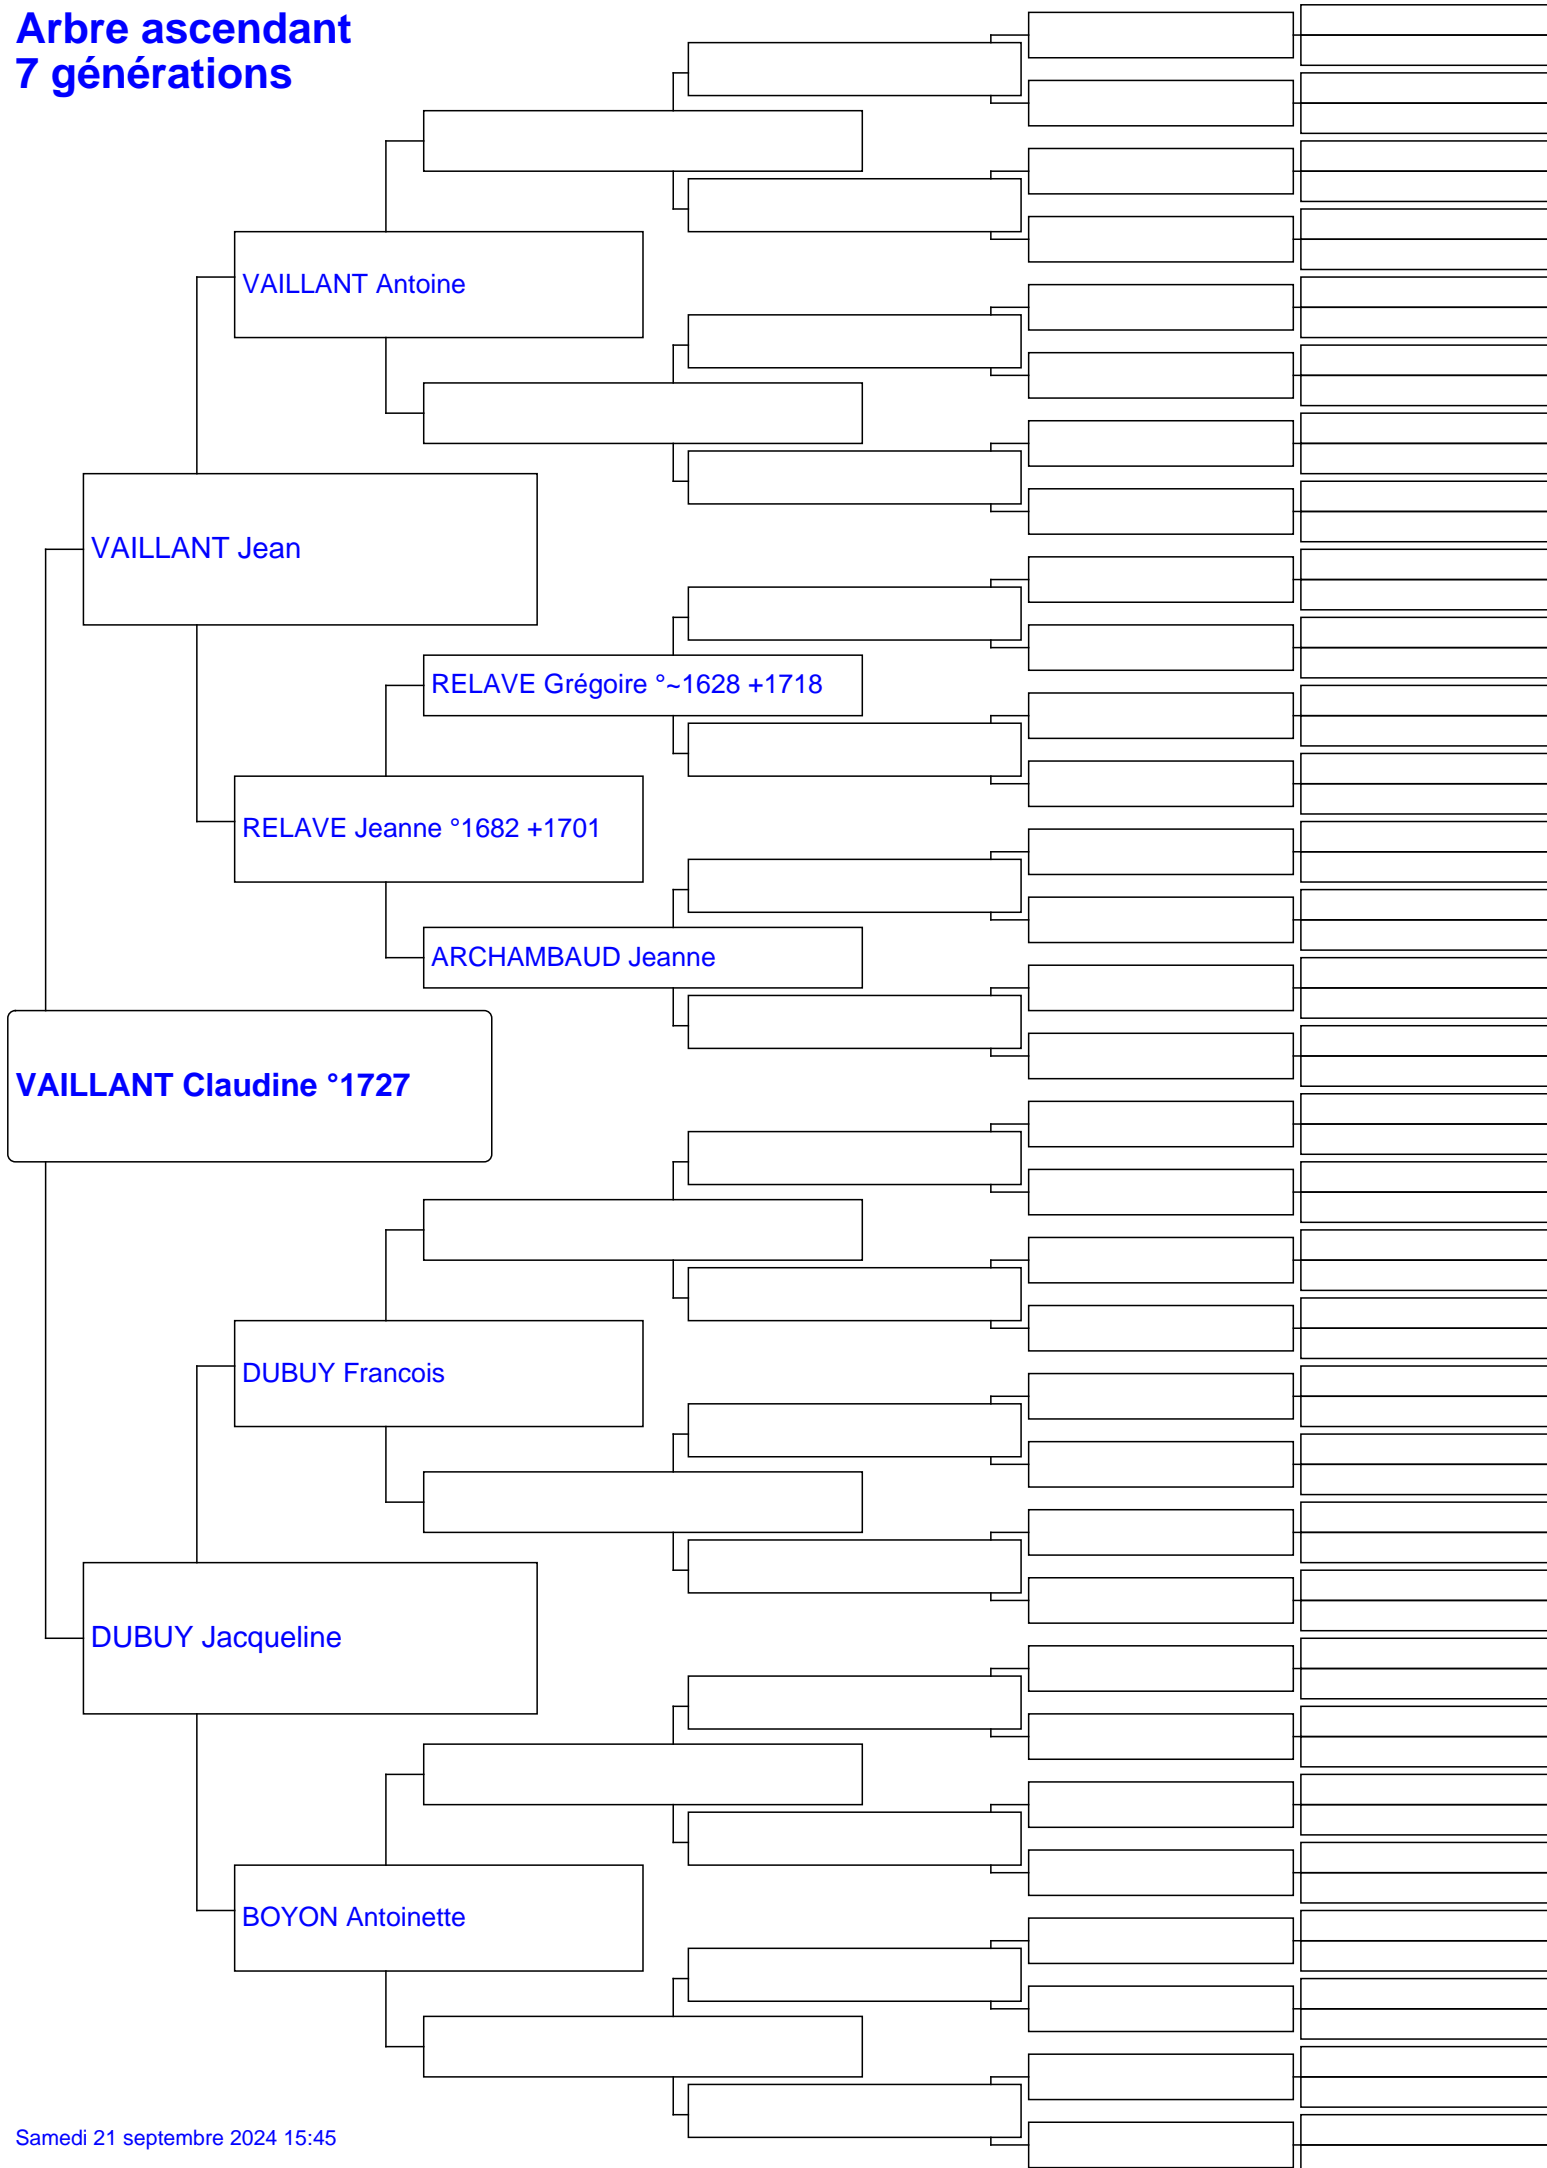 Arbre ascendant
7 générations
VAILLANT Antoine
VAILLANT Jean
RELAVE Grégoire °~1628 +1718
RELAVE Jeanne °1682 +1701
ARCHAMBAUD Jeanne
VAILLANT Claudine °1727
DUBUY Francois
DUBUY Jacqueline
BOYON Antoinette
Samedi 21 septembre 2024 15:45